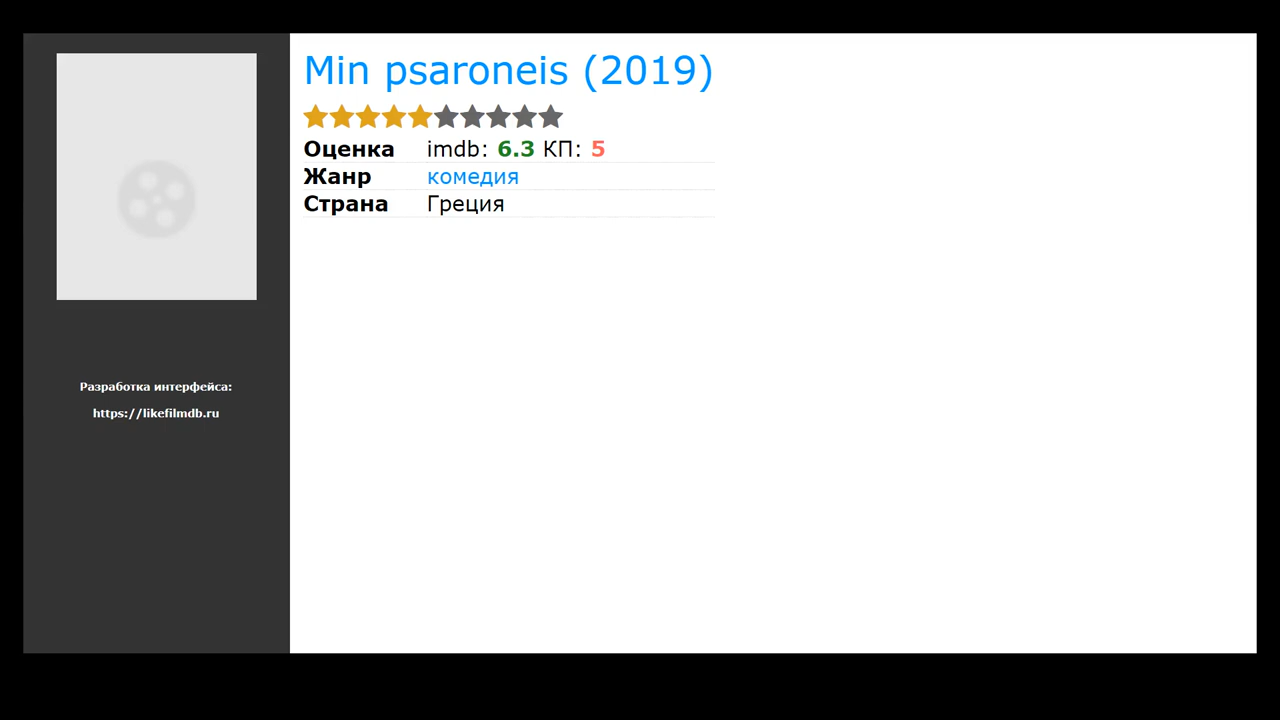 Min psaroneis (2019)
Оценка imdb: 6.3 КП: 5
Жанр комедия
Страна Греция
Разработка интерфейса:
https://likefilmdb.ru